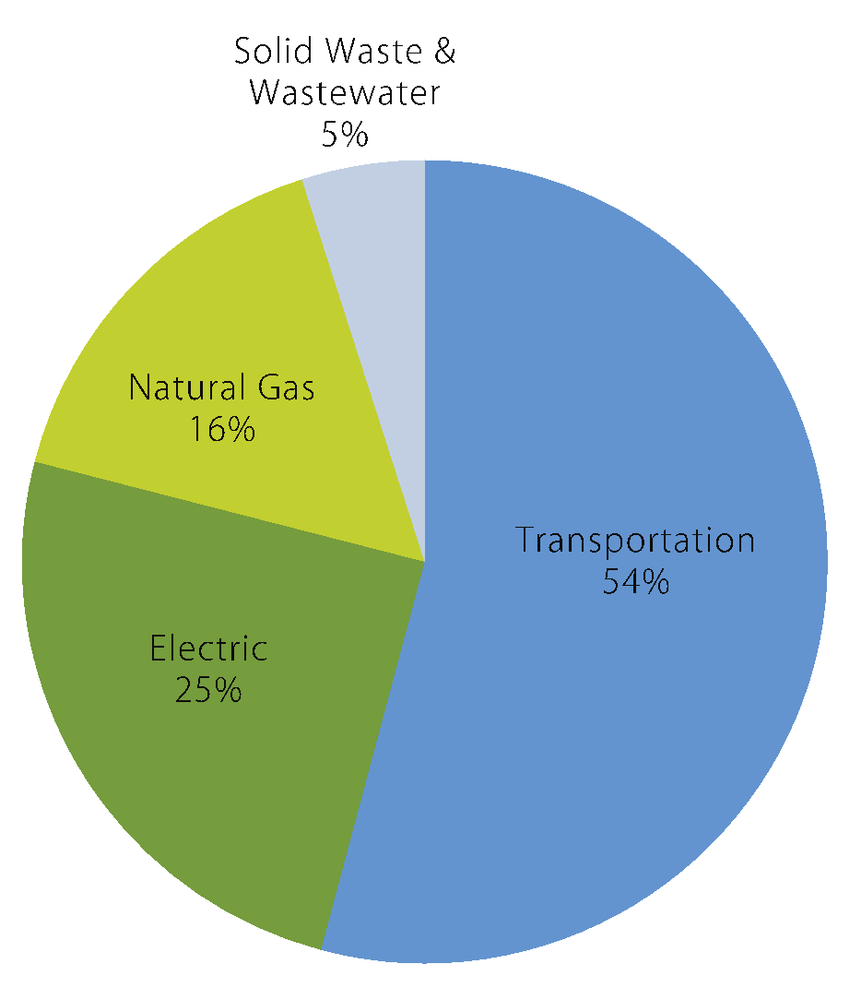 Solid Waste &
Wastewater
5%
Natural Gas
16%
Transportation
54%
Electric
25%